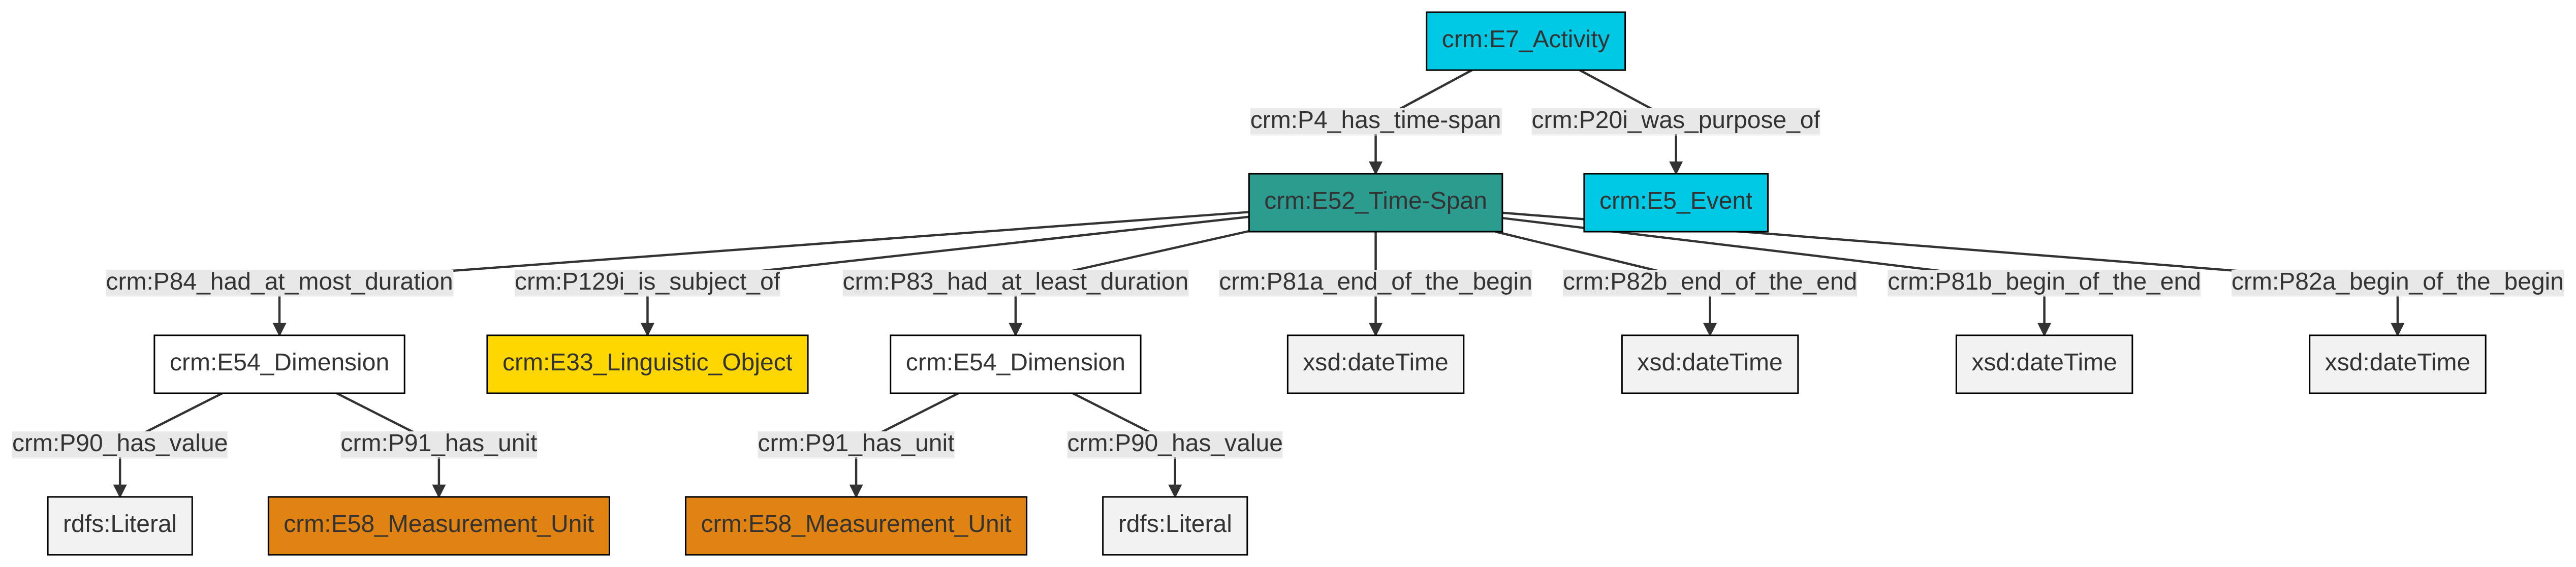 crm:E7_Activity
crm:P4_has_time-span
crm:P20i_was_purpose_of
crm:E52_Time-Span
crm:E5_Event
crm:P84_had_at_most_duration
crm:P129i_is_subject_of
crm:P83_had_at_least_duration
crm:P81a_end_of_the_begin
crm:P82b_end_of_the_end
crm:P81b_begin_of_the_end
crm:P82a_begin_of_the_begin
crm:E54_Dimension
crm:E33_Linguistic_Object
crm:E54_Dimension
xsd:dateTime
xsd:dateTime
xsd:dateTime
xsd:dateTime
crm:P90_has_value
crm:P91_has_unit
crm:P91_has_unit
crm:P90_has_value
rdfs:Literal
crm:E58_Measurement_Unit
crm:E58_Measurement_Unit
rdfs:Literal